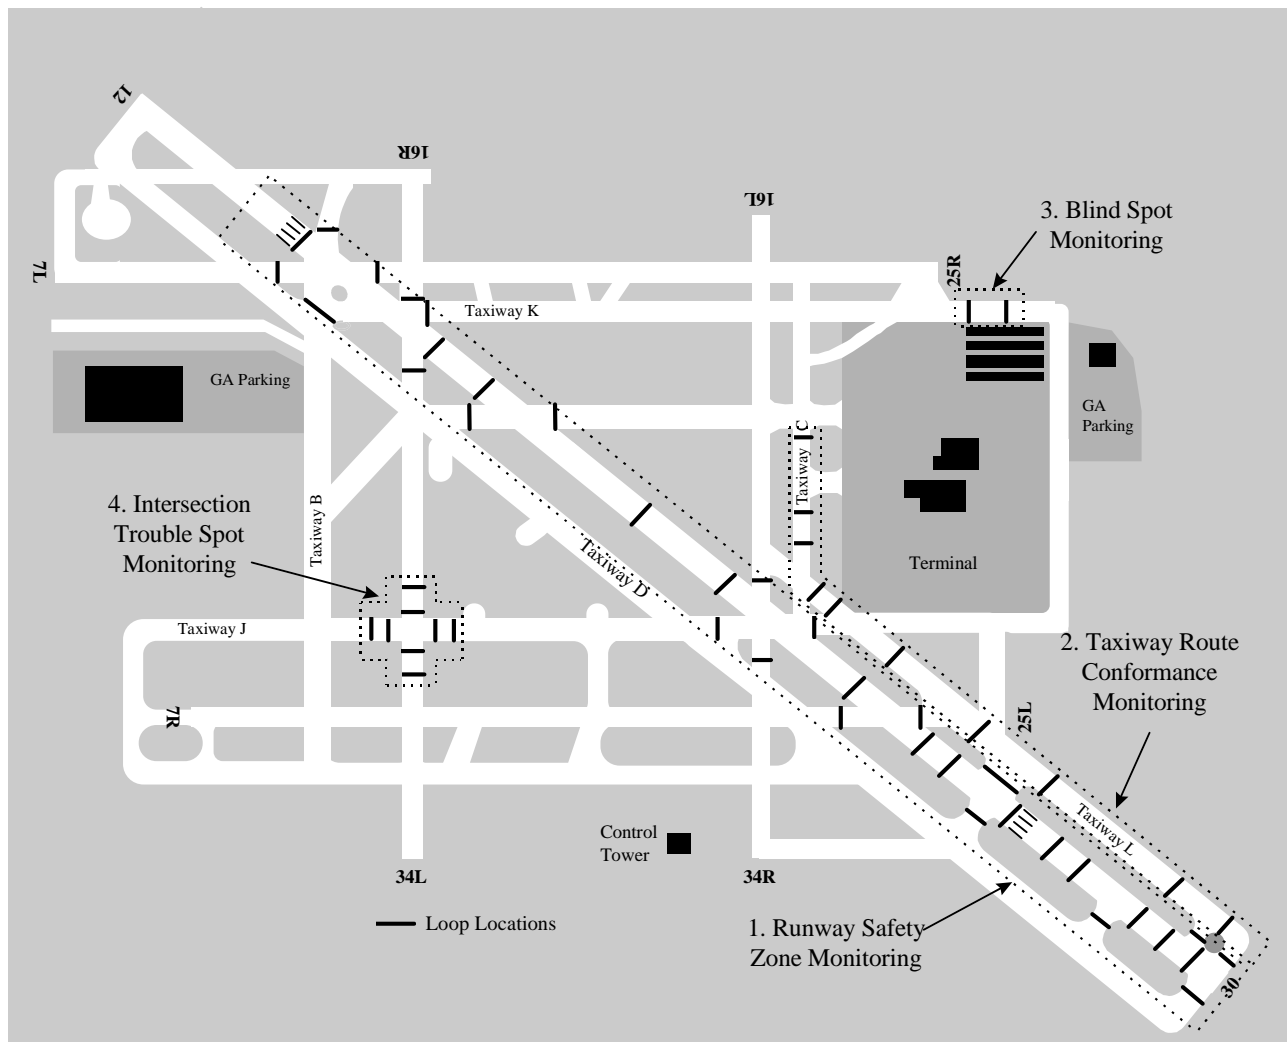 12
16R
16L
3. Blind Spot
Monitoring
7L
25R
Taxiway K
GA Parking
GA
Parking
Taxiway C
4. Intersection
Trouble Spot
Monitoring
Taxiway B
Taxiway D
Terminal
Taxiway J
2. Taxiway Route
Conformance
Monitoring
7R
25L
Taxiway L
Control
Tower
34L
34R
Loop Locations
1. Runway Safety
Zone Monitoring
30